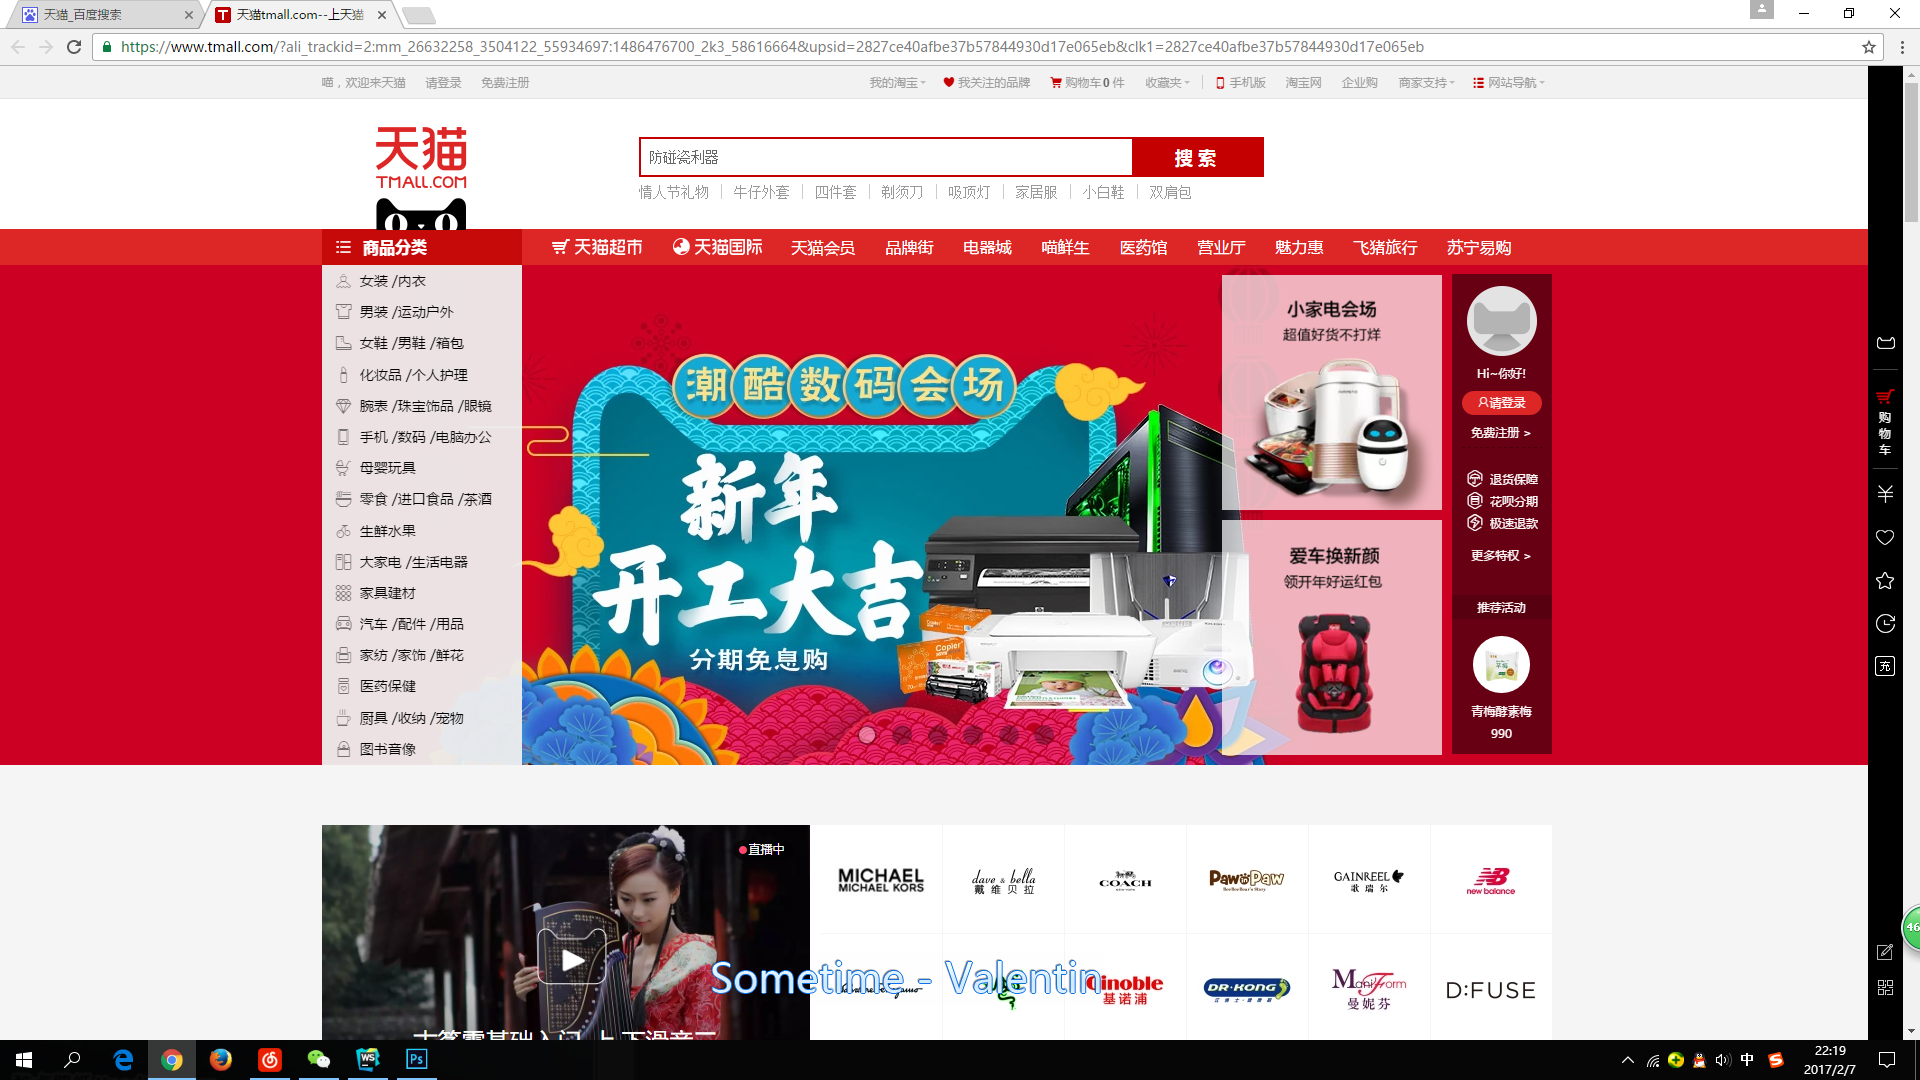 天猫_百度搜索
天猫tmall.com--上天猫
https://www.tmall.com/?ali_trackid=2:mm_26632258_3504122_55934697:1486476700_2k3_58616664&upsid=2827ce40afbe37b57844930d17e065eb&clk1=2827ce40afbe37b57844930d17e065eb
喵，欢迎来天猫 请登录 免费注册
我的淘宝 我关注的品牌 购物车0件 收藏夹 手机版 淘宝网 企业购 商家支持 网站导航
天猫
TMALL.COM
防碰瓷利器
搜 索
情人节礼物 牛仔外套 四件套 剃须刀 吸顶灯 家居服 小白鞋 双肩包
商品分类 天猫超市 天猫国际 天猫会员 品牌街 电器城 喵鲜生 医药馆 营业厅 魅力惠 飞猪旅行 苏宁易购
女装 /内衣
男装 /运动户外
女鞋 /男鞋 /箱包
化妆品 /个人护理
腕表 /珠宝饰品 /眼镜
手机 /数码 /电脑办公
母婴玩具
零食 /进口食品 /茶酒
生鲜水果
大家电 /生活电器
家具建材
汽车 /配件 /用品
家纺 /家饰 /鲜花
医药保健
厨具 /收纳 /宠物
图书音像
潮酷数码会场
新年
开工大吉
分期免息购
Copier
小家电会场
超值好货不打烊
爱车换新颜
领开年好运红包
Hi~你好!
请登录
免费注册 >
退货保障
花呗分期
极速退款
更多特权 >
推荐活动
青梅酵素梅
990
购
物
车
充
46
直播中
MICHAEL
MICHAEL KORS
dave & bella
戴维贝拉
COACH
NEW YORK
Paw in Paw
GAINREEL
歌瑞尔
new balance
Ginoble
基诺浦
DR·KONG
ManiForm
曼妮芬
D:FUSE
Sometime - Valentin
WS
Ps
中
22:19
2017/2/7